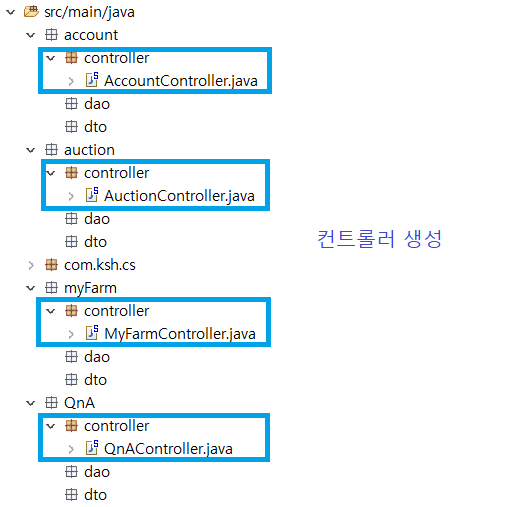 src/main/java
account
controller
AccountController.java
dao
dto
auction
controller
AuctionController.java
dao
dto
컨트롤러 생성
com.ksh.cs
myFarm
controller
MyFarmController.java
dao
dto
QnA
controller
QnAController.java
dao
dto